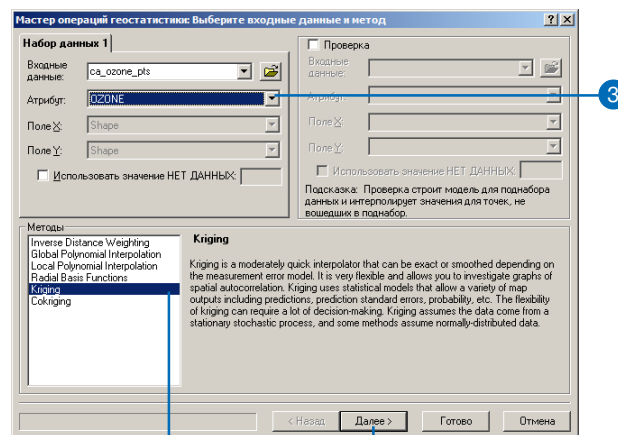 Мастер операций геостатистики: Выберите входные данные и метод
Набор данных 1
Входные
данные:
ca_ozone_pts
Атрибут:
OZONE
Поле X:
Shape
Поле Y:
Shape
Использовать значение НЕТ ДАННЫХ:
Проверка
Входные
данные:
Атрибут:
Поле X:
Поле Y:
Использовать значение НЕТ ДАННЫХ:
Подсказка: Проверка строит модель для поднабора
данных и интерполирует значения для точек, не
вошедших в поднабор.
3
Методы
Inverse Distance Weighting
Global Polynomial Interpolation
Local Polynomial Interpolation
Radial Basis Functions
Kriging
Cokriging
Kriging
Kriging is a moderately quick interpolator that can be exact or smoothed depending on
the measurement error model. It is very flexible and allows you to investigate graphs of
spatial autocorrelation. Kriging uses statistical models that allow a variety of map
outputs including predictions, prediction standard errors, probability, etc. The flexibility
of kriging can require a lot of decision-making. Kriging assumes the data come from a
stationary stochastic process, and some methods assume normally-distributed data.
< Назад
Далее >
Готово
Отмена